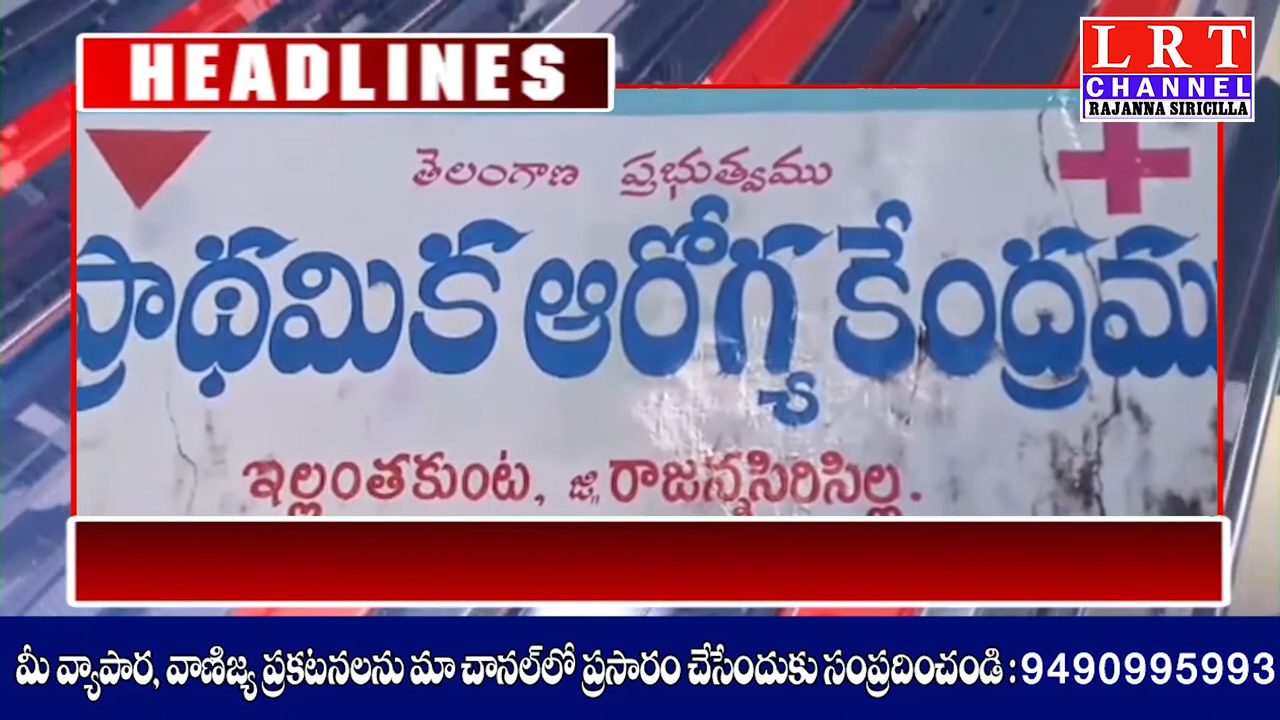 HEADLINES
LRT
CHANNEL
RAJANNA SIRICILLA
తెలంగాణ ప్రభుత్వము
ప్రాథమిక ఆరోగ్య కేంద్రము
ఇల్లంతకుంట, జి౹౹ రాజన్నసిరిసిల్ల.
మీ వ్యాపార, వాణిజ్య ప్రకటనలను మా చానల్‌లో ప్రసారం చేసేందుకు సంప్రదించండి : 9490995993